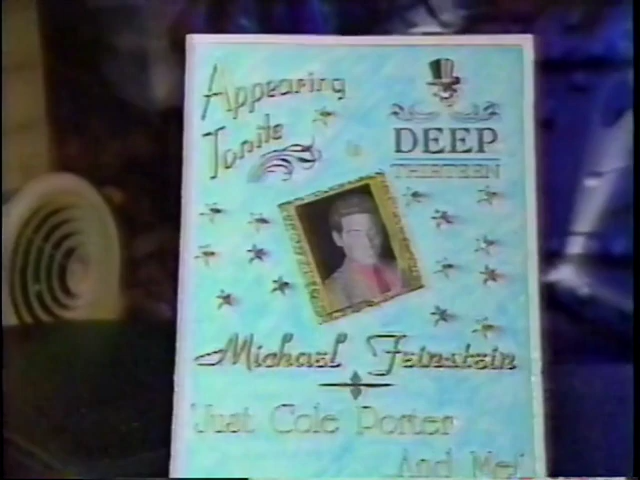 Appearing
Tonite
DEEP
THIRTEEN
Michael Feinstein
Just Cole Porter
And Me!